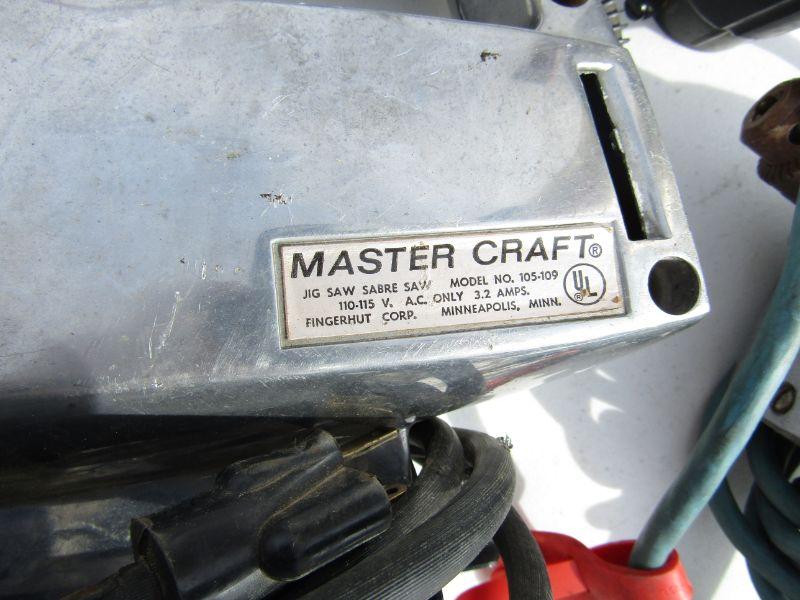 MASTER CRAFT®
JIG SAW SABRE SAW MODEL NO. 105-109
110-115 V. A.C. ONLY 3.2 AMPS.
FINGERHUT CORP. MINNEAPOLIS, MINN.
UL ®